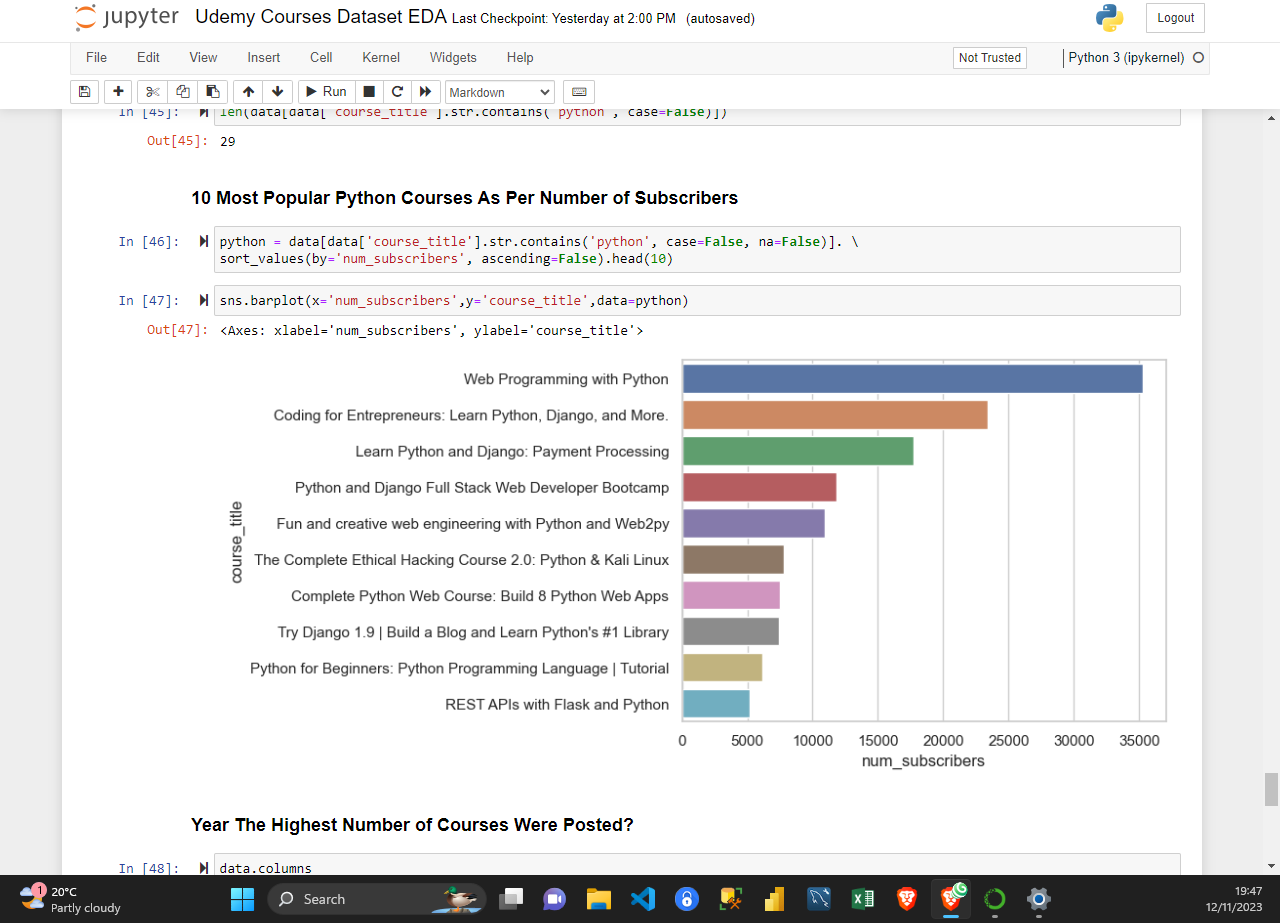 jupyter Udemy Courses Dataset EDA Last Checkpoint: Yesterday at 2:00 PM (autosaved) Logout
File Edit View Insert Cell Kernel Widgets Help Not Trusted Python 3 (ipykernel)
Run Markdown
In [45]: len(data[data['course_title'].str.contains('python', case=False)])
Out[45]: 29
10 Most Popular Python Courses As Per Number of Subscribers
In [46]: python = data[data['course_title'].str.contains('python', case=False, na=False)]. \
sort_values(by='num_subscribers', ascending=False).head(10)
In [47]: sns.barplot(x='num_subscribers',y='course_title',data=python)
Out[47]: <Axes: xlabel='num_subscribers', ylabel='course_title'>
Web Programming with Python
Coding for Entrepreneurs: Learn Python, Django, and More.
Learn Python and Django: Payment Processing
Python and Django Full Stack Web Developer Bootcamp
Fun and creative web engineering with Python and Web2py
The Complete Ethical Hacking Course 2.0: Python & Kali Linux
Complete Python Web Course: Build 8 Python Web Apps
Try Django 1.9 | Build a Blog and Learn Python's #1 Library
Python for Beginners: Python Programming Language | Tutorial
REST APIs with Flask and Python
course_title
0 5000 10000 15000 20000 25000 30000 35000
num_subscribers
Year The Highest Number of Courses Were Posted?
In [48]: data.columns
1 20°C
Partly cloudy
Search
19:47
12/11/2023